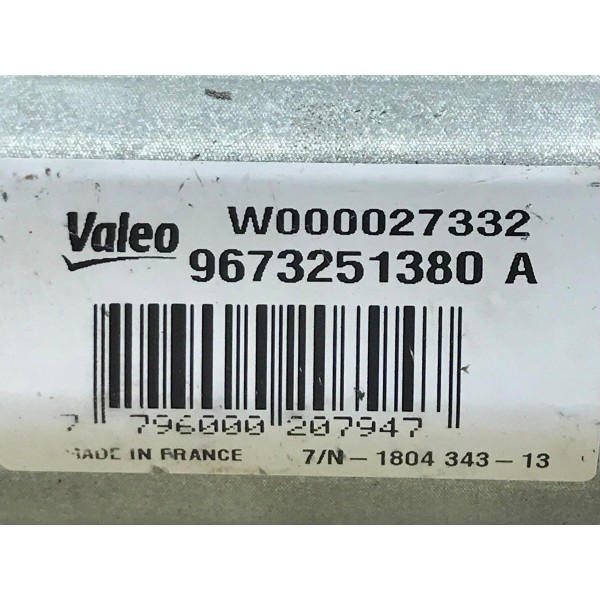 Valeo W000027332
9673251380 A
7 796000 207947
MADE IN FRANCE 7/N-1804 343-13